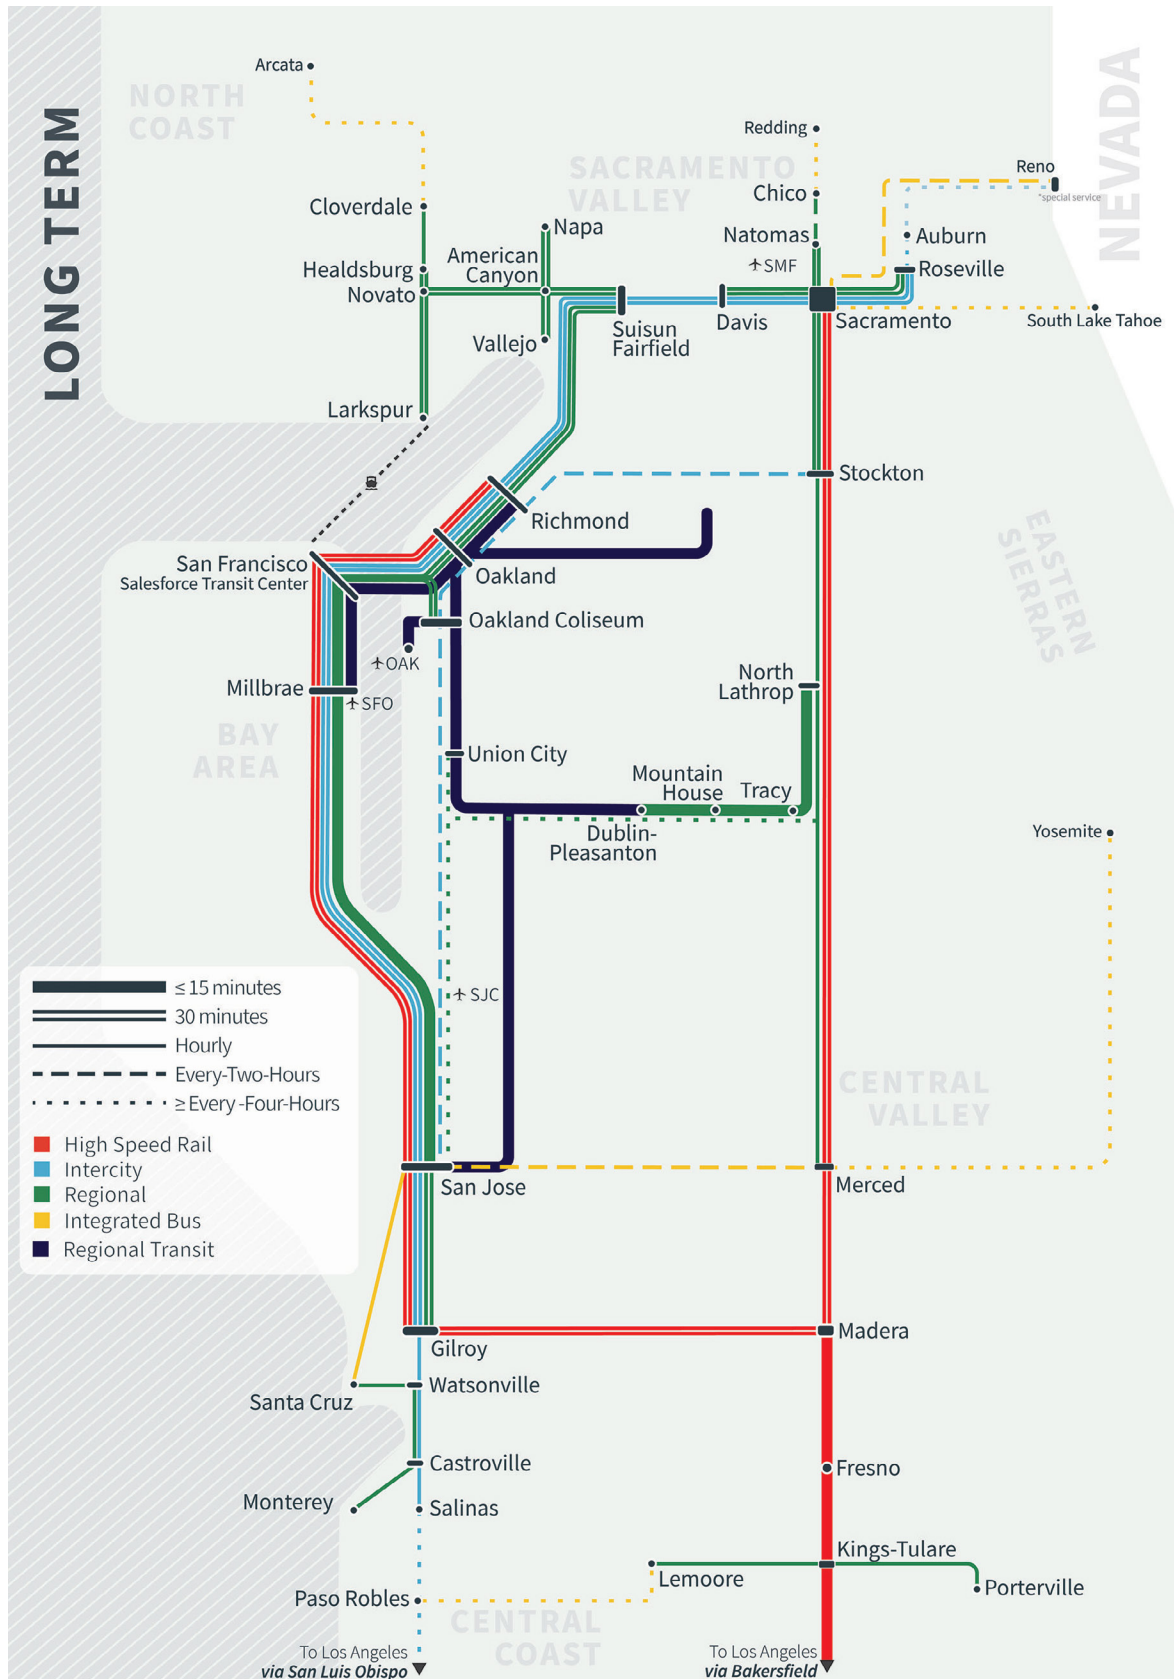 LONG TERM
Arcata
NORTH
COAST
NEVADA
Redding
SACRAMENTO
VALLEY
Reno
*special service
Chico
Cloverdale
Napa
Natomas
Auburn
American
Canyon
SMF
Healdsburg
Roseville
Novato
Suisun
Fairfield
Davis
Sacramento
South Lake Tahoe
Vallejo
Larkspur
Stockton
Richmond
EASTERN
SIERRAS
San Francisco
Salesforce Transit Center
Oakland
Oakland Coliseum
OAK
North
Lathrop
Millbrae
SFO
BAY
AREA
Union City
Mountain
House
Tracy
Dublin-
Pleasanton
Yosemite
SJC
≤ 15 minutes
30 minutes
Hourly
Every-Two-Hours
≥ Every -Four-Hours
High Speed Rail
Intercity
Regional
Integrated Bus
Regional Transit
CENTRAL
VALLEY
San Jose
Merced
Gilroy
Madera
Santa Cruz
Watsonville
Castroville
Fresno
Monterey
Salinas
Kings-Tulare
Lemoore
Porterville
Paso Robles
CENTRAL
COAST
To Los Angeles
via San Luis Obispo
To Los Angeles
via Bakersfield